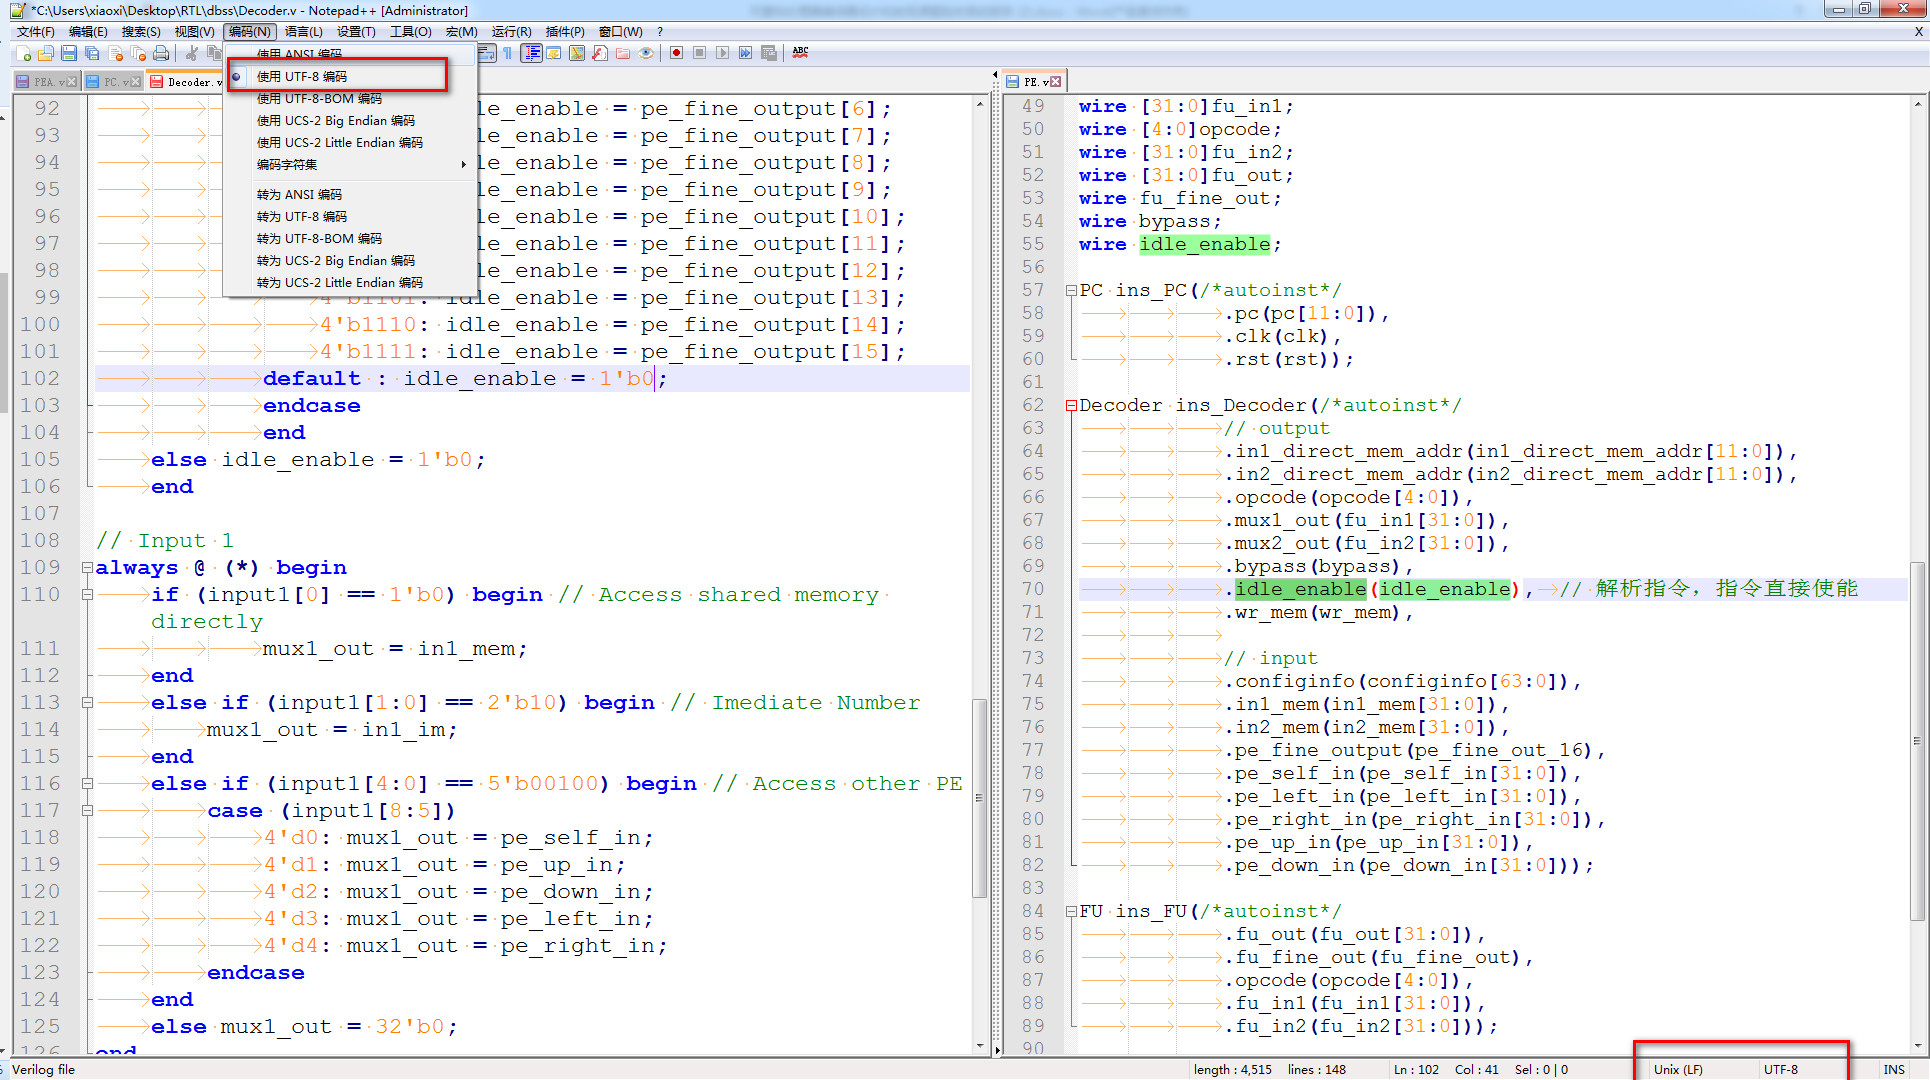 *C:\Users\xiaoxi\Desktop\RTL\dbss\Decoder.v - Notepad++ [Administrator]
文件(F) 编辑(E) 搜索(S) 视图(V) 编码(N) 语言(L) 设置(T) 工具(O) 宏(M) 运行(R) 插件(P) 窗口(W) ? X
PEA.v PC.v Decoder.v
使用 ANSI 编码
使用 UTF-8 编码
使用 UTF-8-BOM 编码
使用 UCS-2 Big Endian 编码
使用 UCS-2 Little Endian 编码
编码字符集
转为 ANSI 编码
转为 UTF-8 编码
转为 UTF-8-BOM 编码
转为 UCS-2 Big Endian 编码
转为 UCS-2 Little Endian 编码
92 le_enable = pe_fine_output[6];
93 le_enable = pe_fine_output[7];
94 le_enable = pe_fine_output[8];
95 le_enable = pe_fine_output[9];
96 le_enable = pe_fine_output[10];
97 le_enable = pe_fine_output[11];
98 le_enable = pe_fine_output[12];
99 4'b1101: idle_enable = pe_fine_output[13];
100 4'b1110: idle_enable = pe_fine_output[14];
101 4'b1111: idle_enable = pe_fine_output[15];
102 default : idle_enable = 1'b0;
103 endcase
104 end
105 else idle_enable = 1'b0;
106 end
107
108 // Input 1
109 always @ (*) begin
110 if (input1[0] == 1'b0) begin // Access shared memory
directly
111 mux1_out = in1_mem;
112 end
113 else if (input1[1:0] == 2'b10) begin // Imediate Number
114 mux1_out = in1_im;
115 end
116 else if (input1[4:0] == 5'b00100) begin // Access other PE
117 case (input1[8:5])
118 4'd0: mux1_out = pe_self_in;
119 4'd1: mux1_out = pe_up_in;
120 4'd2: mux1_out = pe_down_in;
121 4'd3: mux1_out = pe_left_in;
122 4'd4: mux1_out = pe_right_in;
123 endcase
124 end
125 else mux1_out = 32'b0;
126 end
PE.v
49 wire [31:0]fu_in1;
50 wire [4:0]opcode;
51 wire [31:0]fu_in2;
52 wire [31:0]fu_out;
53 wire fu_fine_out;
54 wire bypass;
55 wire idle_enable;
56
57 PC ins_PC(/*autoinst*/
58 .pc(pc[11:0]),
59 .clk(clk),
60 .rst(rst));
61
62 Decoder ins_Decoder(/*autoinst*/
63 // output
64 .in1_direct_mem_addr(in1_direct_mem_addr[11:0]),
65 .in2_direct_mem_addr(in2_direct_mem_addr[11:0]),
66 .opcode(opcode[4:0]),
67 .mux1_out(fu_in1[31:0]),
68 .mux2_out(fu_in2[31:0]),
69 .bypass(bypass),
70 .idle_enable(idle_enable), // 解析指令，指令直接使能
71 .wr_mem(wr_mem),
72
73 // input
74 .configinfo(configinfo[63:0]),
75 .in1_mem(in1_mem[31:0]),
76 .in2_mem(in2_mem[31:0]),
77 .pe_fine_output(pe_fine_out_16),
78 .pe_self_in(pe_self_in[31:0]),
79 .pe_left_in(pe_left_in[31:0]),
80 .pe_right_in(pe_right_in[31:0]),
81 .pe_up_in(pe_up_in[31:0]),
82 .pe_down_in(pe_down_in[31:0]));
83
84 FU ins_FU(/*autoinst*/
85 .fu_out(fu_out[31:0]),
86 .fu_fine_out(fu_fine_out),
87 .opcode(opcode[4:0]),
88 .fu_in1(fu_in1[31:0]),
89 .fu_in2(fu_in2[31:0]));
90
Verilog file length : 4,515 lines : 148 Ln : 102 Col : 41 Sel : 0 | 0 Unix (LF) UTF-8 INS